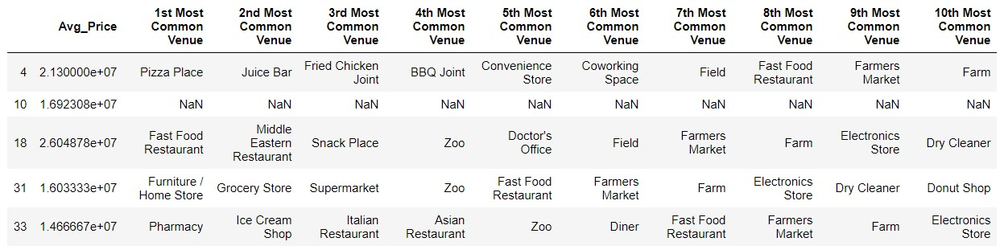 Avg_Price 1st Most Common Venue 2nd Most Common Venue 3rd Most Common Venue 4th Most Common Venue 5th Most Common Venue 6th Most Common Venue 7th Most Common Venue 8th Most Common Venue 9th Most Common Venue 10th Most Common Venue
4 2.130000e+07 Pizza Place Juice Bar Fried Chicken Joint BBQ Joint Convenience Store Coworking Space Field Fast Food Restaurant Farmers Market Farm
10 1.692308e+07 NaN NaN NaN NaN NaN NaN NaN NaN NaN NaN
18 2.604878e+07 Fast Food Restaurant Middle Eastern Restaurant Snack Place Zoo Doctor's Office Field Farmers Market Farm Electronics Store Dry Cleaner
31 1.603333e+07 Furniture / Home Store Grocery Store Supermarket Zoo Fast Food Restaurant Farmers Market Farm Electronics Store Dry Cleaner Donut Shop
33 1.466667e+07 Pharmacy Ice Cream Shop Italian Restaurant Asian Restaurant Zoo Diner Fast Food Restaurant Farmers Market Farm Electronics Store